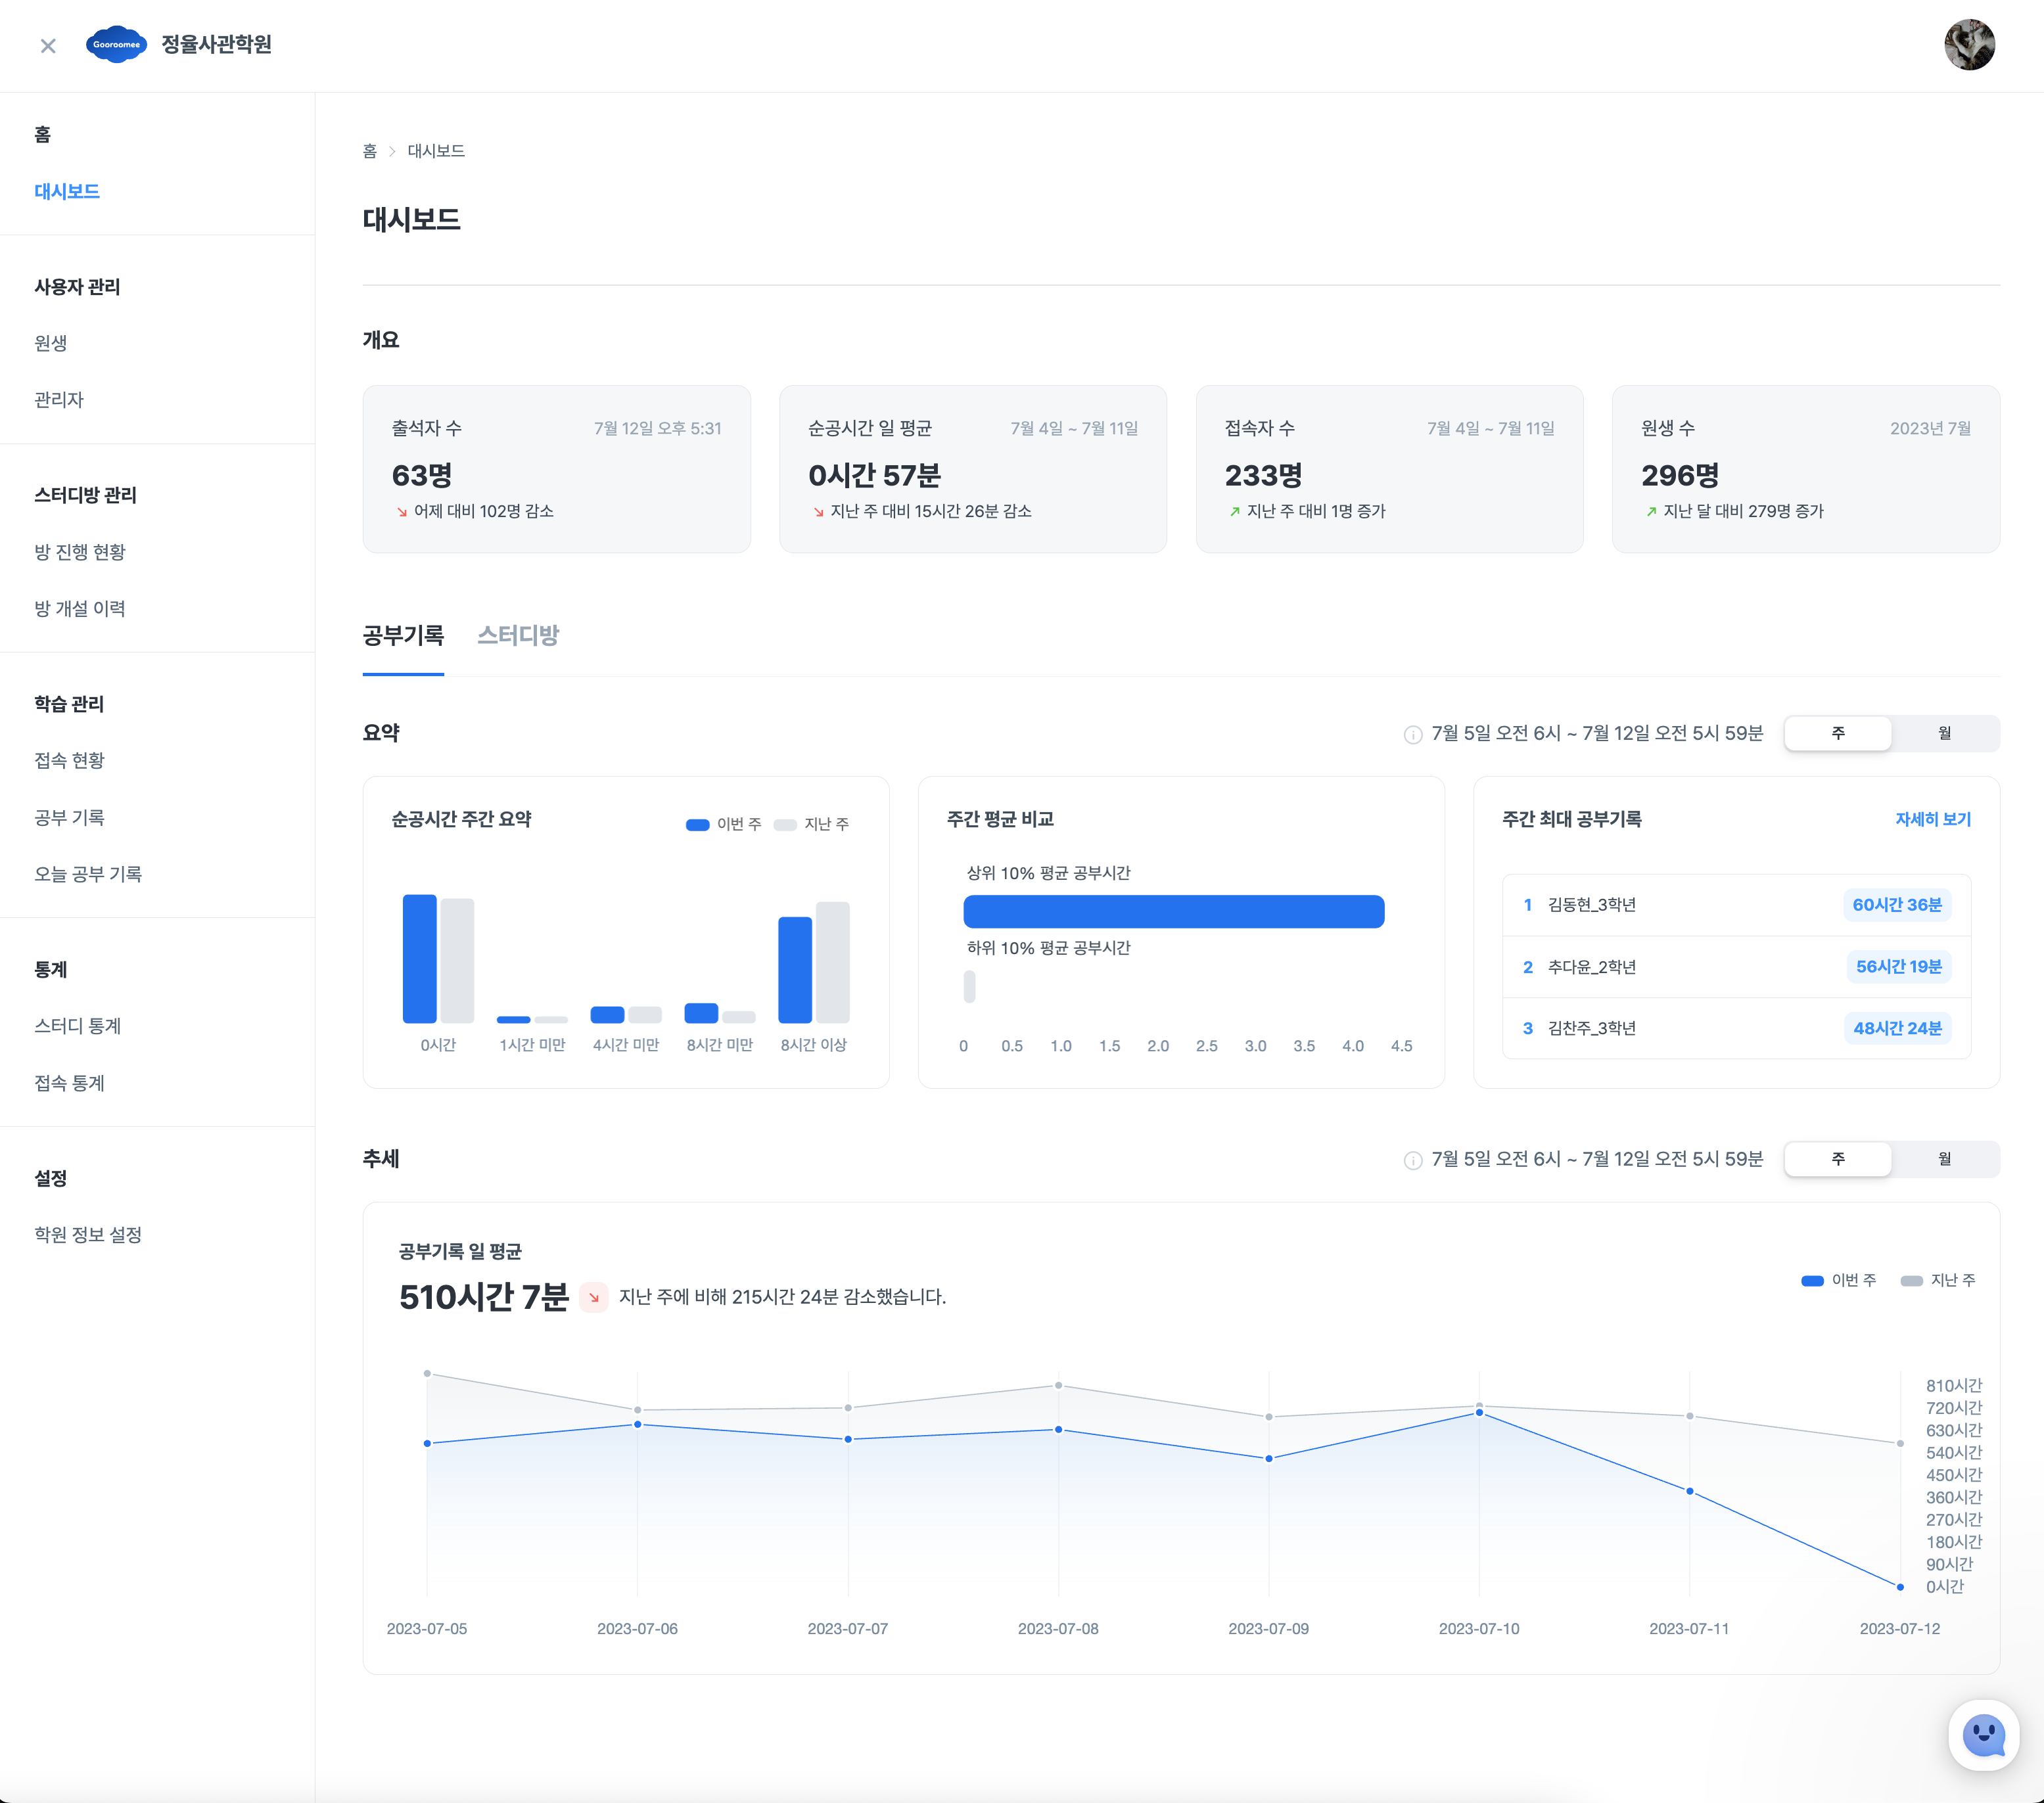 Gooroomee 정율사관학원
홈
대시보드
사용자 관리
원생
관리자
스터디방 관리
방 진행 현황
방 개설 이력
학습 관리
접속 현황
공부 기록
오늘 공부 기록
통계
스터디 통계
접속 통계
설정
학원 정보 설정
홈 > 대시보드
대시보드
개요
출석자 수 7월 12일 오후 5:31
63명
어제 대비 102명 감소
순공시간 일 평균 7월 4일 ~ 7월 11일
0시간 57분
지난 주 대비 15시간 26분 감소
접속자 수 7월 4일 ~ 7월 11일
233명
지난 주 대비 1명 증가
원생 수 2023년 7월
296명
지난 달 대비 279명 증가
공부기록 스터디방
요약 7월 5일 오전 6시 ~ 7월 12일 오전 5시 59분 주 월
순공시간 주간 요약 이번 주 지난 주
0시간 1시간 미만 4시간 미만 8시간 미만 8시간 이상
주간 평균 비교
상위 10% 평균 공부시간
하위 10% 평균 공부시간
0 0.5 1.0 1.5 2.0 2.5 3.0 3.5 4.0 4.5
주간 최대 공부기록 자세히 보기
1 김동현_3학년 60시간 36분
2 추다윤_2학년 56시간 19분
3 김찬주_3학년 48시간 24분
추세 7월 5일 오전 6시 ~ 7월 12일 오전 5시 59분 주 월
공부기록 일 평균
510시간 7분 지난 주에 비해 215시간 24분 감소했습니다.
이번 주 지난 주
810시간
720시간
630시간
540시간
450시간
360시간
270시간
180시간
90시간
0시간
2023-07-05 2023-07-06 2023-07-07 2023-07-08 2023-07-09 2023-07-10 2023-07-11 2023-07-12